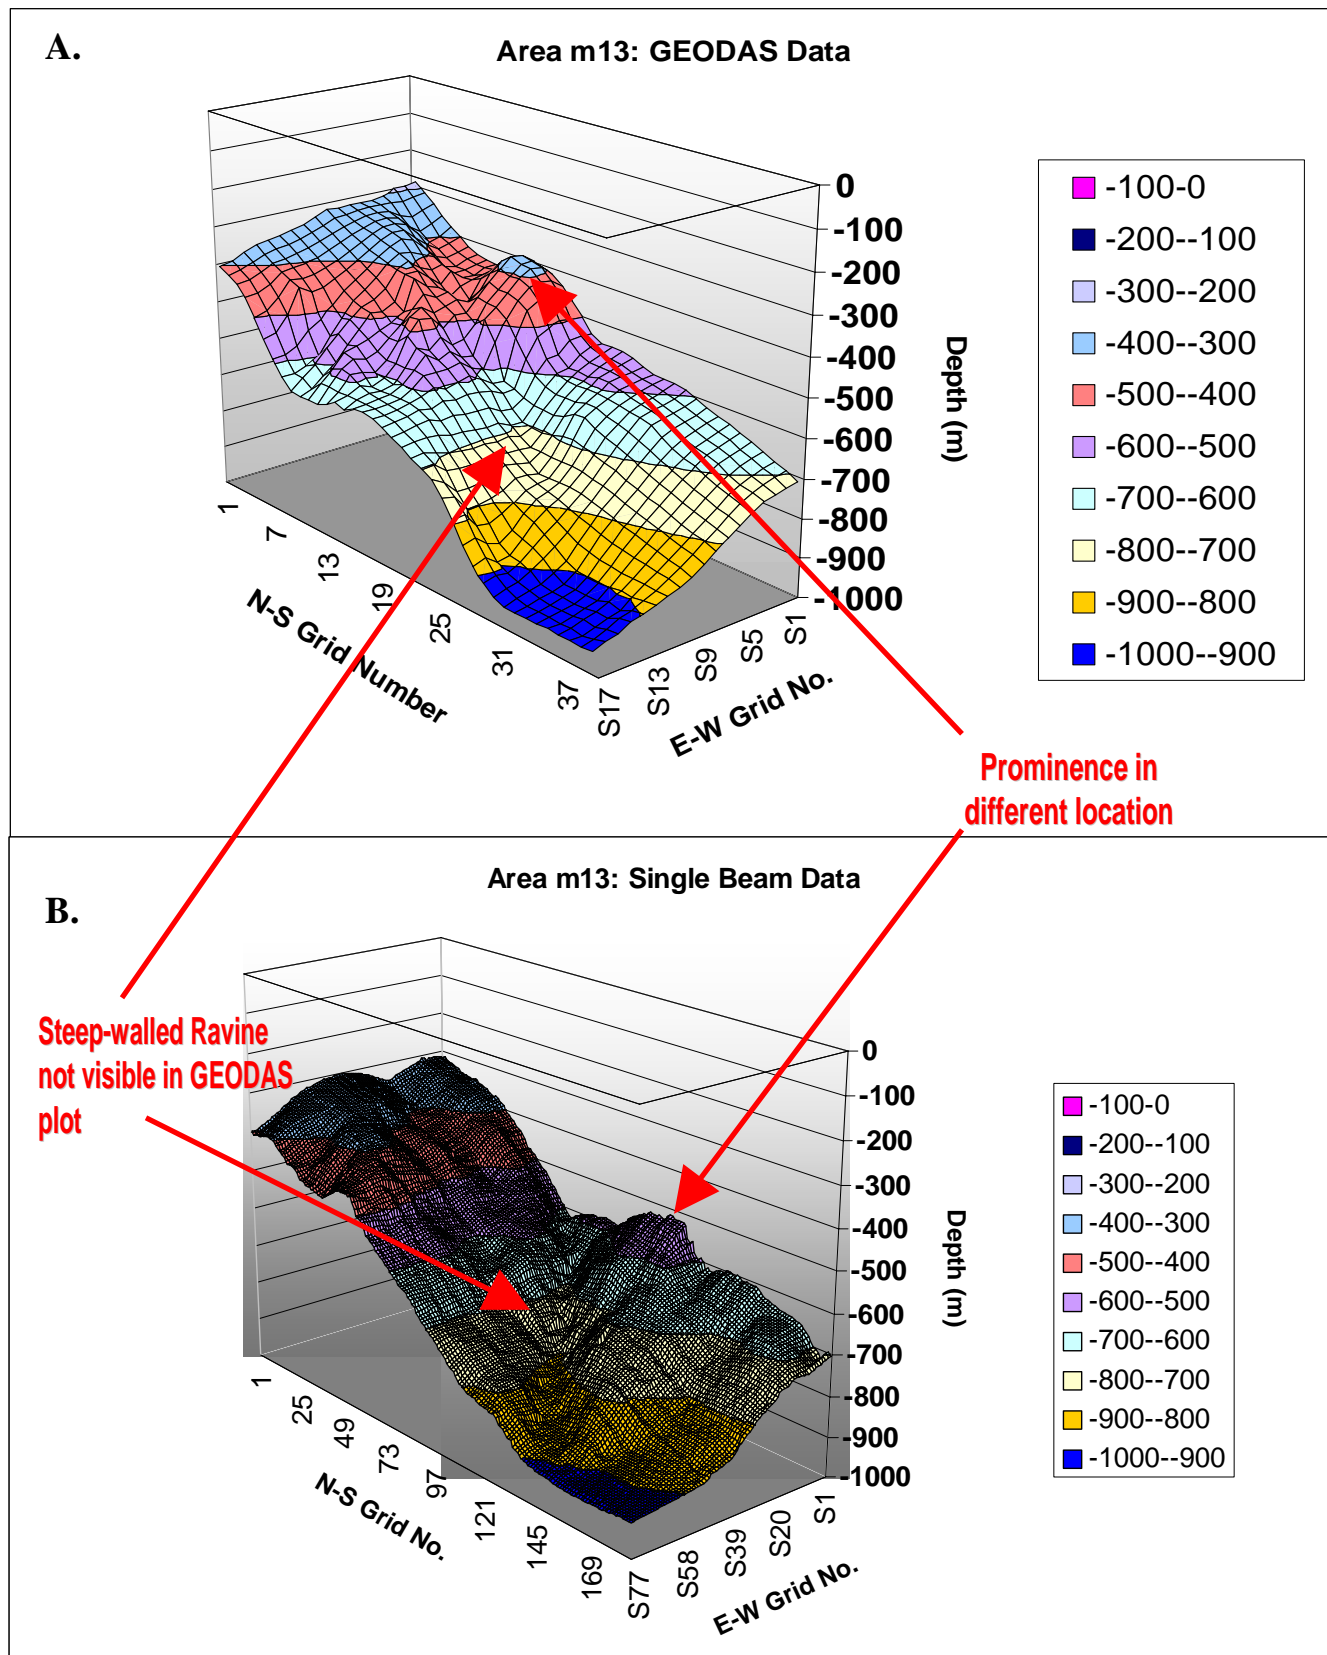 A.
Area m13: GEODAS Data
0
-100
-200
-300
-400
-500
-600
-700
-800
-900
-1000
Depth (m)
1
7
13
19
25
31
37
N-S Grid Number
S17
S13
S9
S5
S1
E-W Grid No.
-100-0
-200--100
-300--200
-400--300
-500--400
-600--500
-700--600
-800--700
-900--800
-1000--900
Prominence in
different location
Area m13: Single Beam Data
B.
Steep-walled Ravine
not visible in GEODAS
plot
0
-100
-200
-300
-400
-500
-600
-700
-800
-900
-1000
Depth (m)
1
25
49
73
97
121
145
169
N-S Grid No.
S77
S58
S39
S20
S1
E-W Grid No.
-100-0
-200--100
-300--200
-400--300
-500--400
-600--500
-700--600
-800--700
-900--800
-1000--900